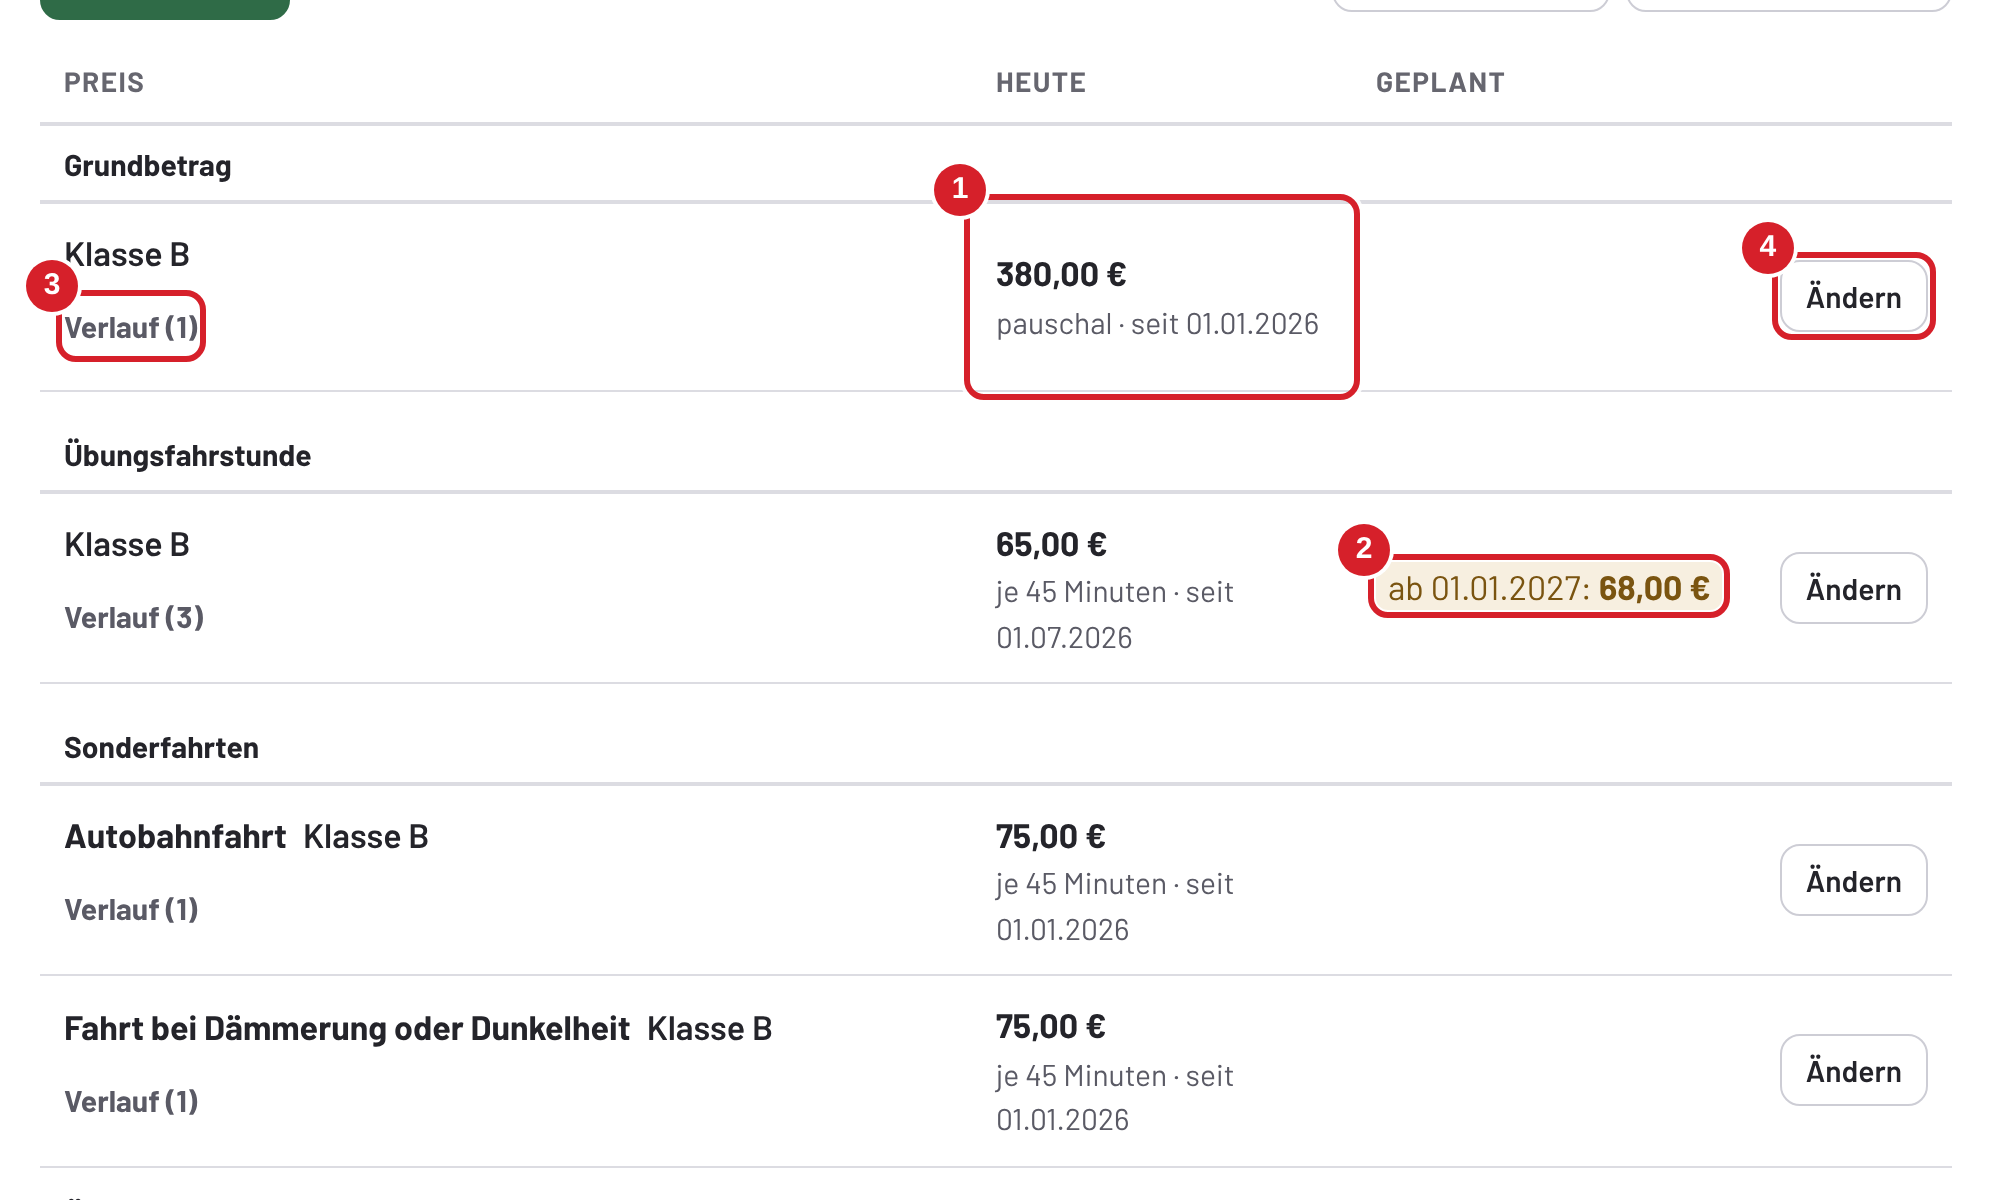 PREIS HEUTE GEPLANT
Grundbetrag
1
Klasse B
380,00 €
4
Ändern
3
Verlauf (1)
pauschal · seit 01.01.2026
Übungsfahrstunde
Klasse B
65,00 €
2
ab 01.01.2027: 68,00 €
Ändern
je 45 Minuten · seit
01.07.2026
Verlauf (3)
Sonderfahrten
Autobahnfahrt Klasse B
75,00 €
je 45 Minuten · seit
01.01.2026
Ändern
Verlauf (1)
Fahrt bei Dämmerung oder Dunkelheit Klasse B
75,00 €
je 45 Minuten · seit
01.01.2026
Ändern
Verlauf (1)